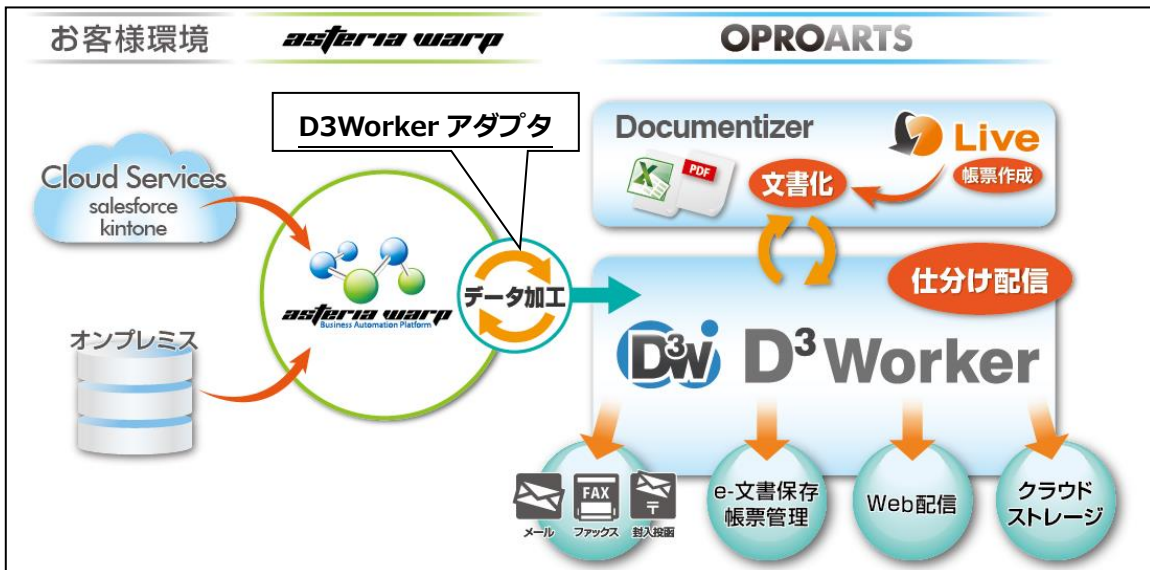 お客様環境
asteria warp
OPROARTS
D3Worker アダプタ
Documentizer
X
PDF
文書化
Live
帳票作成
Cloud Services
salesforce
kintone
asteria warp
Business Automation Platform
データ加工
オンプレミス
仕分け配信
D³W
D³ Worker
メール
FAX
ファックス
〒
封入投函
e-文書保存
帳票管理
Web配信
クラウド
ストレージ